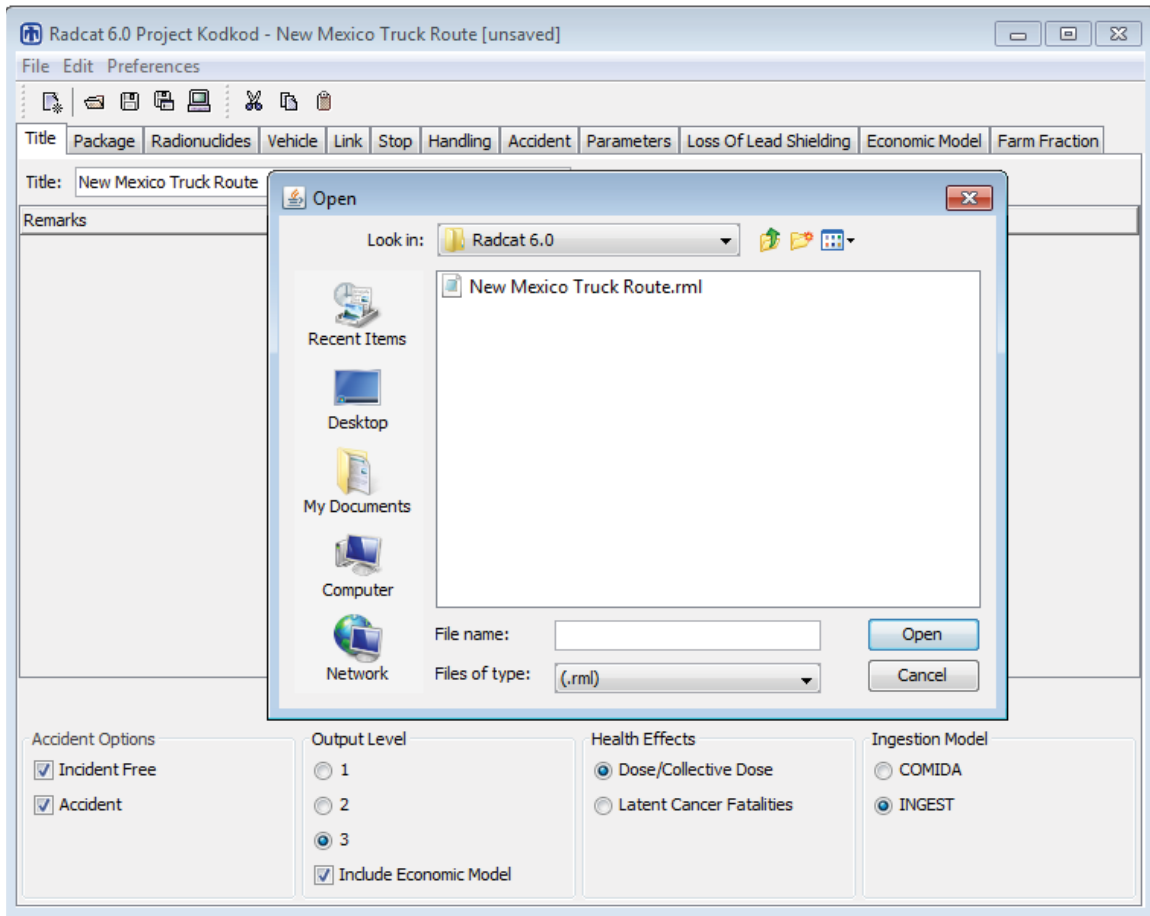 Radcat 6.0 Project Kodkod - New Mexico Truck Route [unsaved]
File Edit Preferences
Title Package Radionuclides Vehicle Link Stop Handling Accident Parameters Loss Of Lead Shielding Economic Model Farm Fraction
Title: New Mexico Truck Route
Remarks
Open
Look in: Radcat 6.0
New Mexico Truck Route.rml
Recent Items
Desktop
My Documents
Computer
Network
File name:
Open
Files of type: (.rml)
Cancel
Accident Options
Incident Free
Accident
Output Level
1
2
3
Include Economic Model
Health Effects
Dose/Collective Dose
Latent Cancer Fatalities
Ingestion Model
COMIDA
INGEST